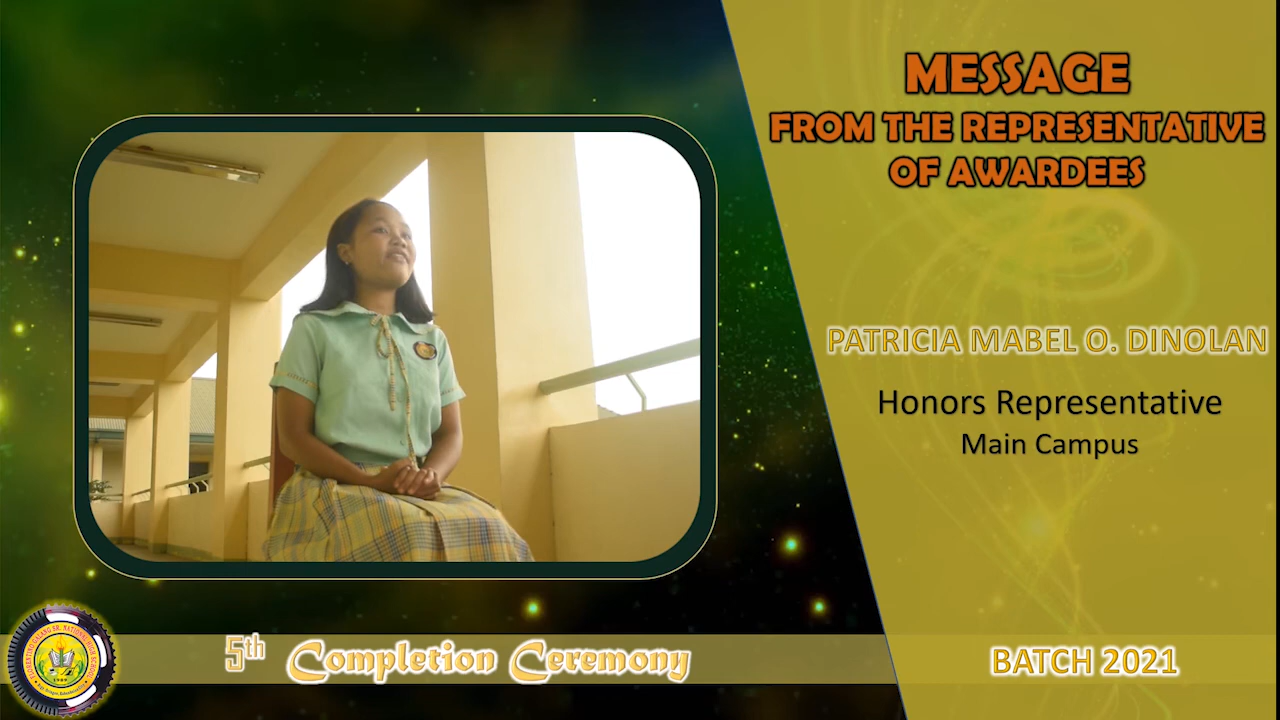 MESSAGE
FROM THE REPRESENTATIVE
OF AWARDEES
PATRICIA MABEL O. DINOLAN
Honors Representative
Main Campus
5th Completion Ceremony
BATCH 2021